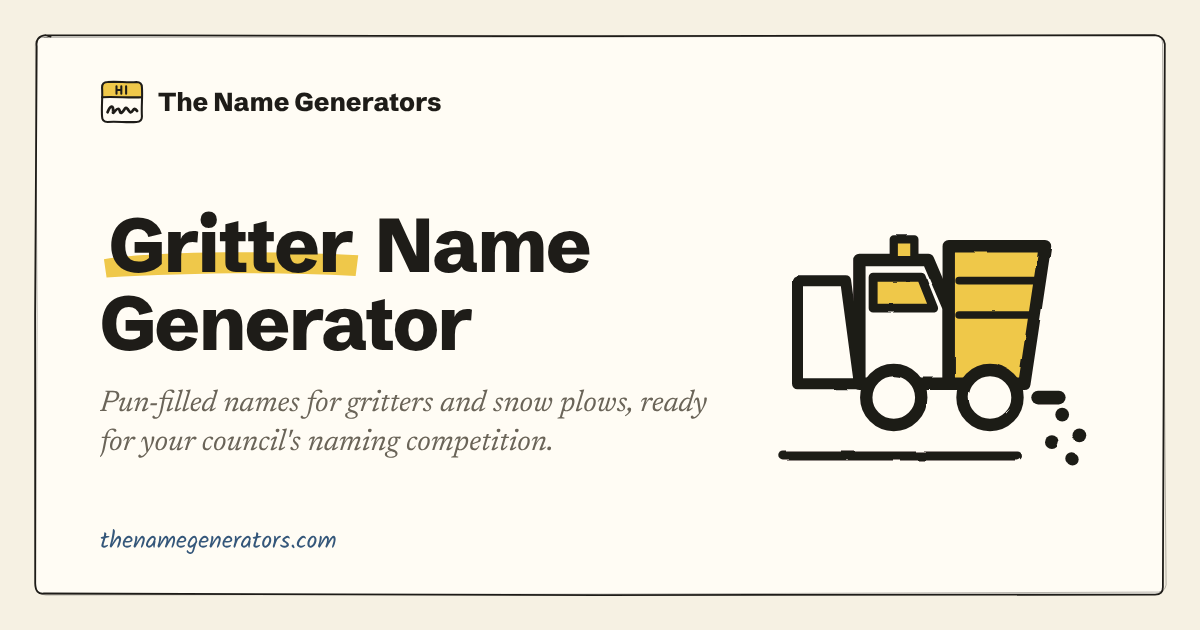 HI
The Name Generators
Gritter Name
Generator
Pun-filled names for gritters and snow plows, ready
for your council's naming competition.
thenamegenerators.com